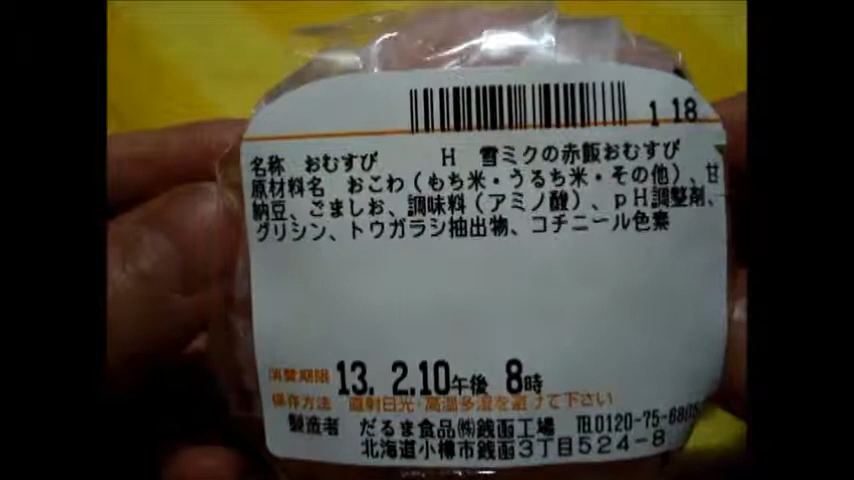 1 18
名称 おむすび H 雪ミクの赤飯おむすび
原材料名 おこわ(もち米・うるち米・その他)、甘
納豆、ごましお、調味料(アミノ酸)、pH調整剤、
グリシン、トウガラシ抽出物、コチニール色素
消費期限 13. 2.10午後 8時
保存方法 直射日光・高温多湿を避けて下さい
製造者 だるま食品㈱銭函工場 ℡0120-75-6805
北海道小樽市銭函3丁目524-8